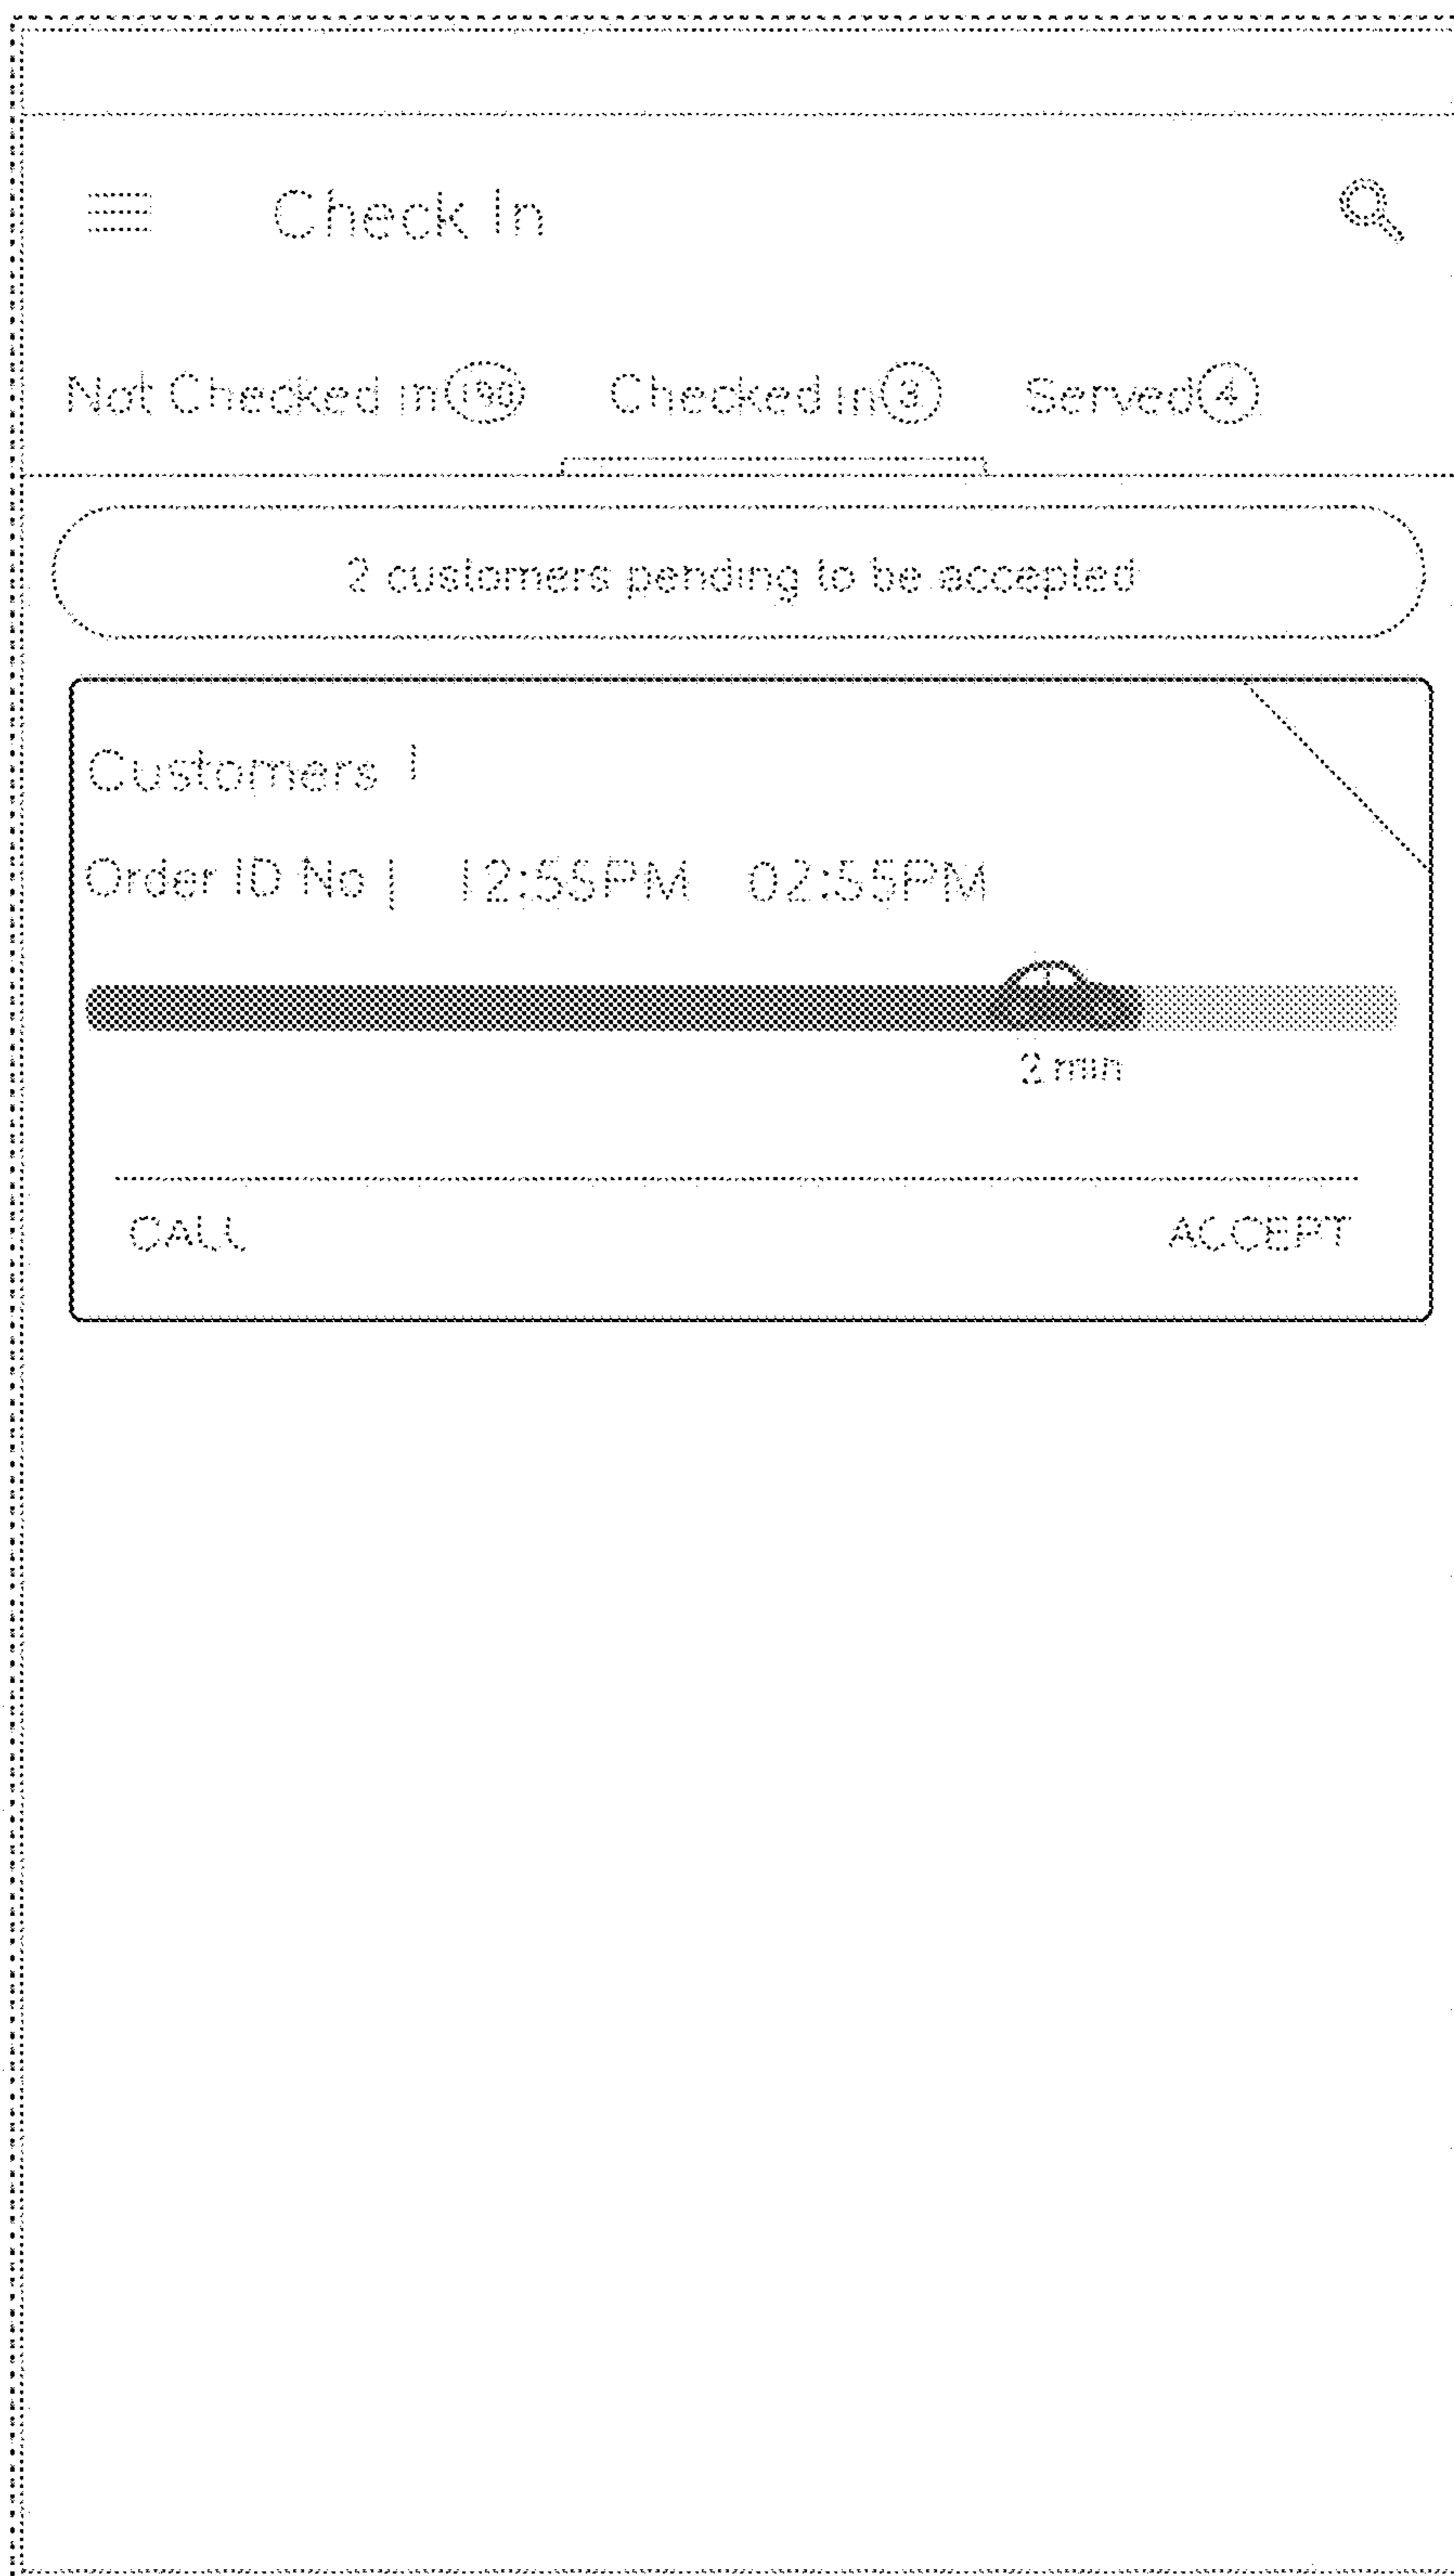 Check In
Not Checked in 190 Checked in 3 Served 4
2 customers pending to be accepted
Customers 1
Order ID No | 12:55PM 02:55PM
2 min
CALL ACCEPT